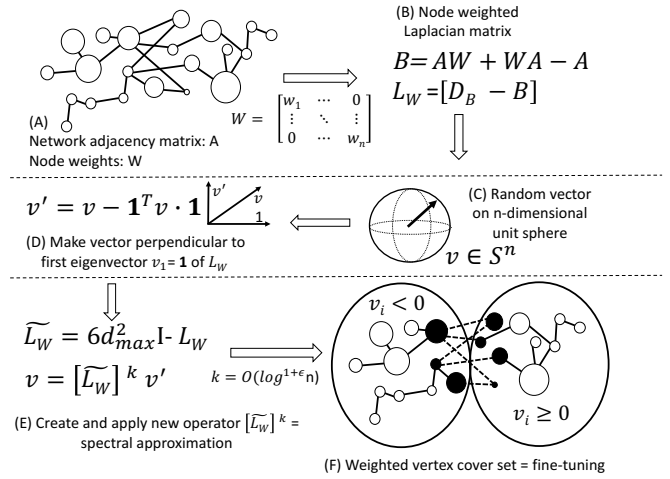 (B) Node weighted
Laplacian matrix
B= AW + WA − A
L_W =[D_B − B]
(A)
Network adjacency matrix: A
Node weights: W
W = [w_1 ⋯ 0
⋮ ⋱ ⋮
0 ⋯ w_n]
v′ = v − 1^T v · 1
v′
v
1
(D) Make vector perpendicular to
first eigenvector v_1= 1 of L_W
(C) Random vector
on n-dimensional
unit sphere
v ∈ S^n
L̃_W = 6d²_max I- L_W
v = [L̃_W]^k v′
k = O(log^{1+ϵ}n)
(E) Create and apply new operator [L̃_W]^k =
spectral approximation
v_i < 0
v_i ≥ 0
(F) Weighted vertex cover set = fine-tuning